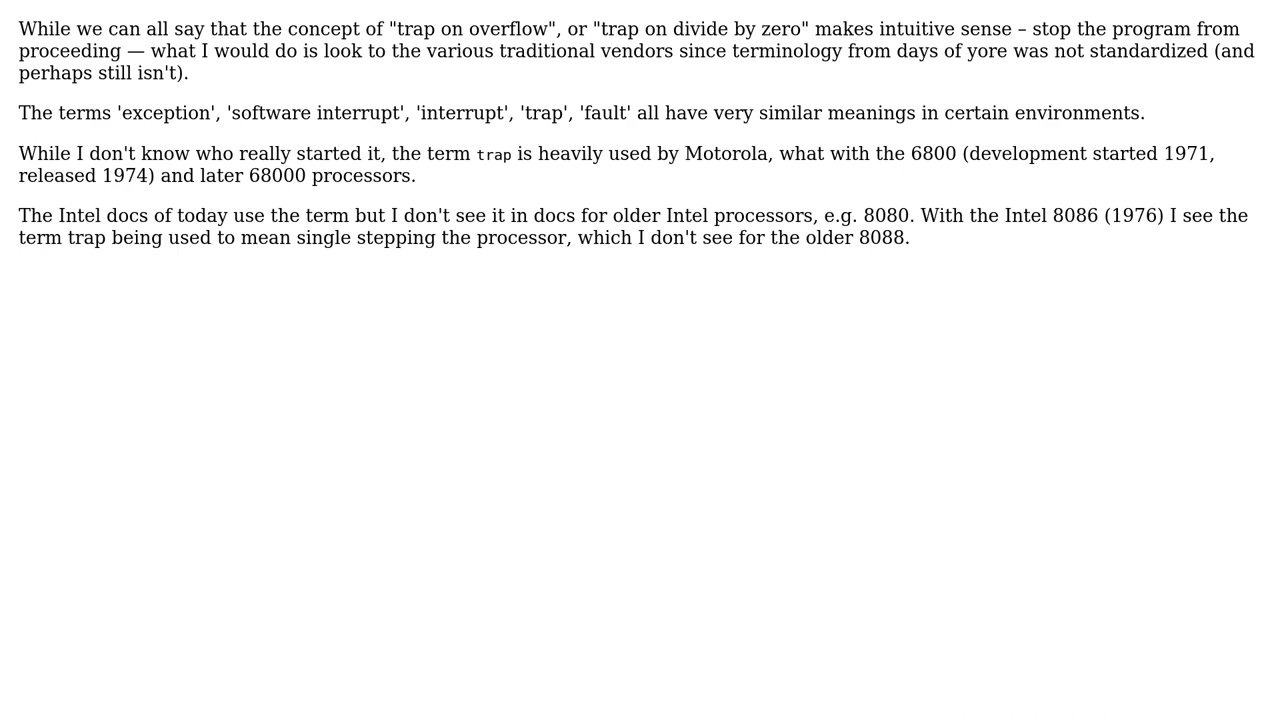 While we can all say that the concept of "trap on overflow", or "trap on divide by zero" makes intuitive sense – stop the program from
proceeding — what I would do is look to the various traditional vendors since terminology from days of yore was not standardized (and
perhaps still isn't).
The terms 'exception', 'software interrupt', 'interrupt', 'trap', 'fault' all have very similar meanings in certain environments.
While I don't know who really started it, the term trap is heavily used by Motorola, what with the 6800 (development started 1971,
released 1974) and later 68000 processors.
The Intel docs of today use the term but I don't see it in docs for older Intel processors, e.g. 8080. With the Intel 8086 (1976) I see the
term trap being used to mean single stepping the processor, which I don't see for the older 8088.